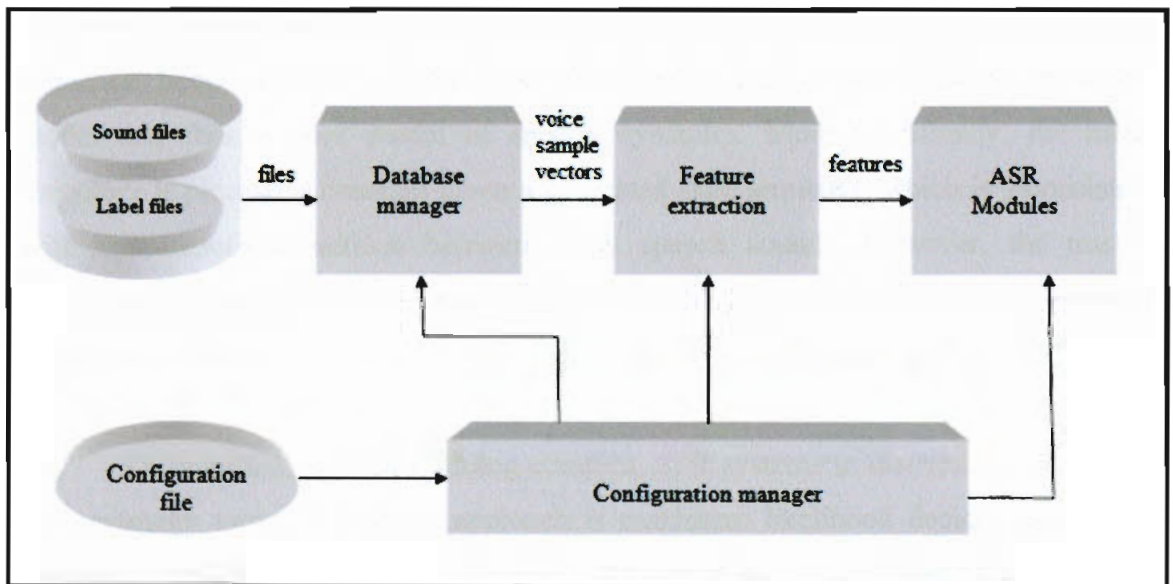 Sound files
Label files
files
Database
manager
voice
sample
vectors
Feature
extraction
features
ASR
Modules
Configuration
file
Configuration manager